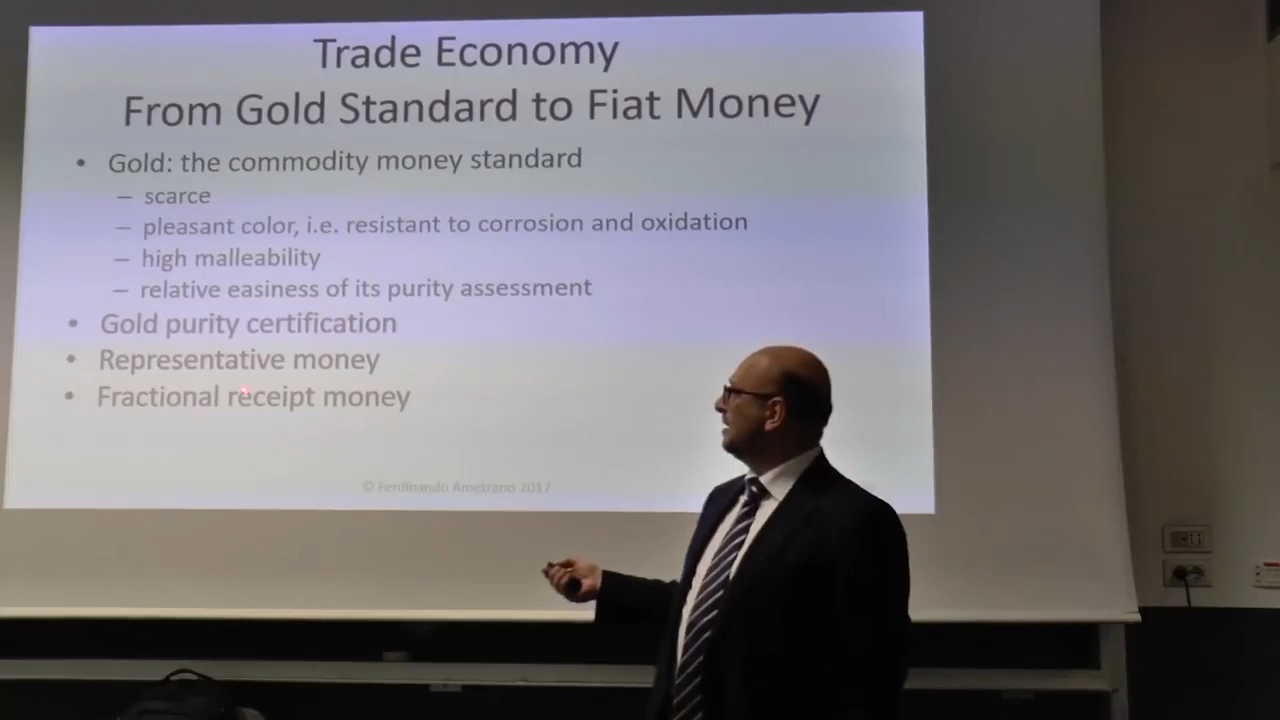 Trade Economy
From Gold Standard to Fiat Money
• Gold: the commodity money standard
– scarce
– pleasant color, i.e. resistant to corrosion and oxidation
– high malleability
– relative easiness of its purity assessment
• Gold purity certification
• Representative money
• Fractional receipt money
© Ferdinando Ametrano 2017